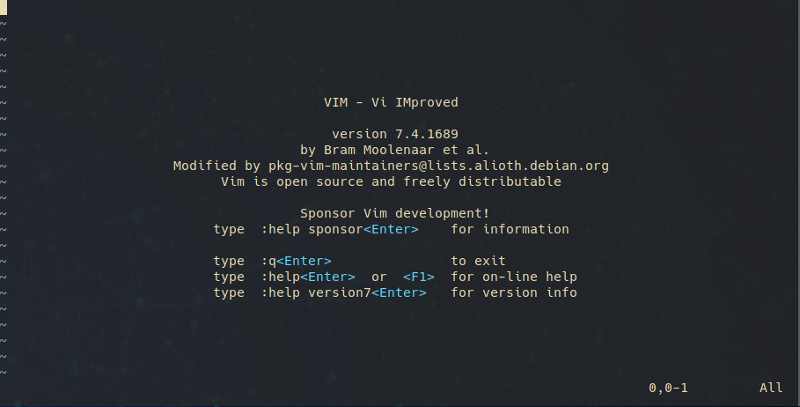 ~
~
~
~
~
VIM - Vi IMproved
~
version 7.4.1689
by Bram Moolenaar et al.
Modified by pkg-vim-maintainers@lists.alioth.debian.org
Vim is open source and freely distributable
~
Sponsor Vim development!
type  :help sponsor<Enter>    for information
~
type  :q<Enter>               to exit
type  :help<Enter>  or  <F1>  for on-line help
type  :help version7<Enter>   for version info
~
~
~
~
~
0,0-1         All